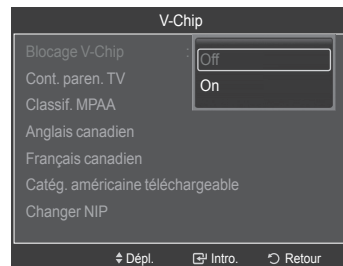 V-Chip
Blocage V-Chip : Off
On
Cont. paren. TV
Classif. MPAA
Anglais canadien
Français canadien
Catég. américaine téléchargeable
Changer NIP
Dépl. Intro. Retour